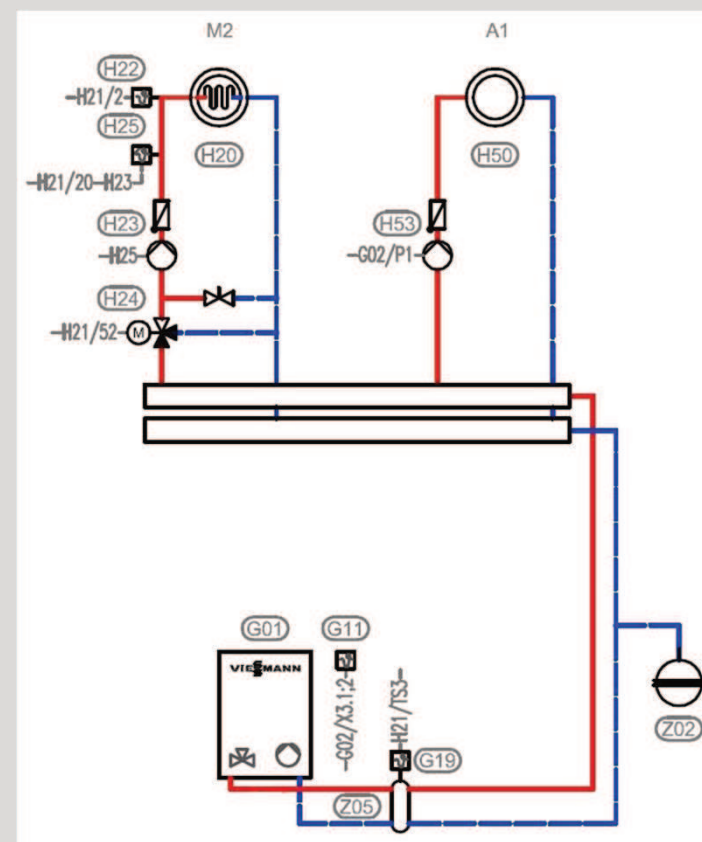 M2
A1
H22
-H21/2-
H25
H20
H50
-H21/20-H23-
H23
H53
-H25-
-G02/P1-
H24
-H21/52-
M
G01
G11
VIESMANN
-G02/X3.1;2-
-H21/TS3-
G19
Z02
Z05